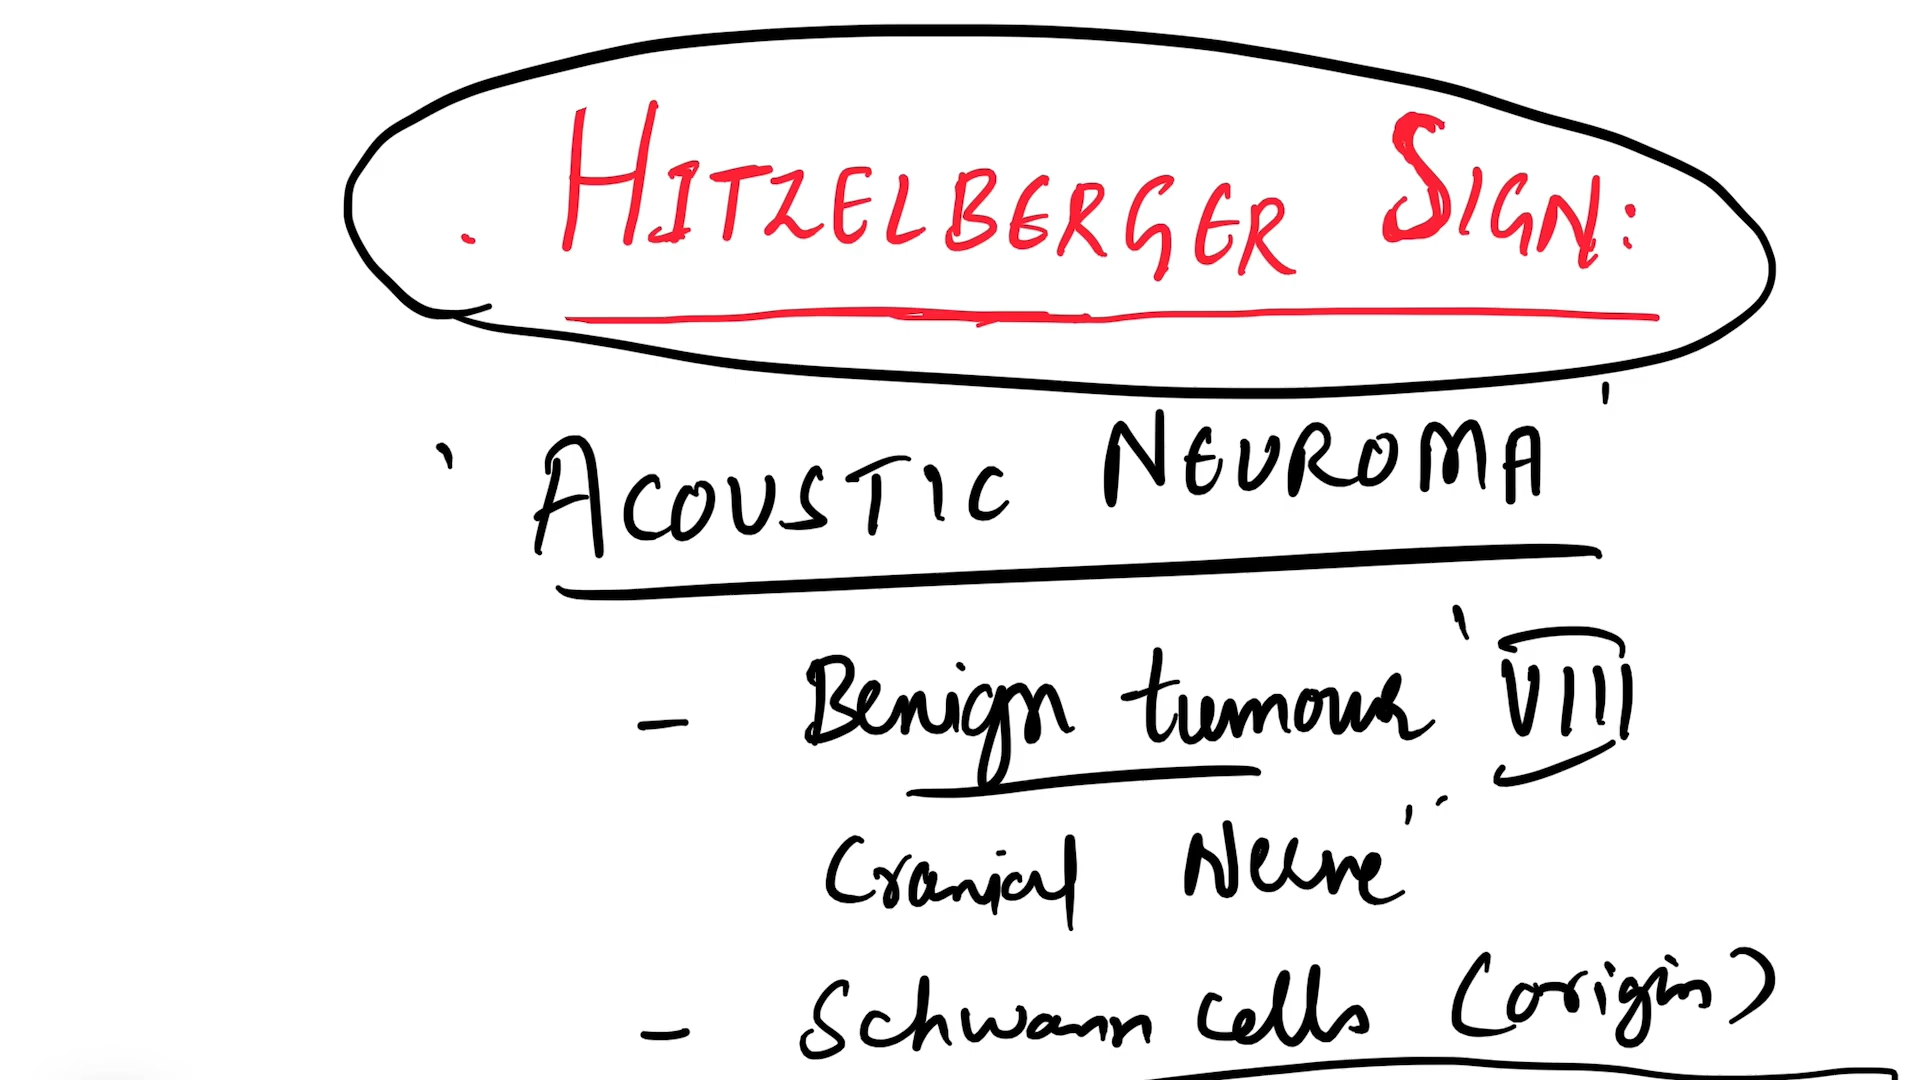 . HITZELBERGER SIGN:
' ACOUSTIC NEUROMA '
- Benign tumour ' VIII
Cranial Nerve ''
- Schwann cells (origin)